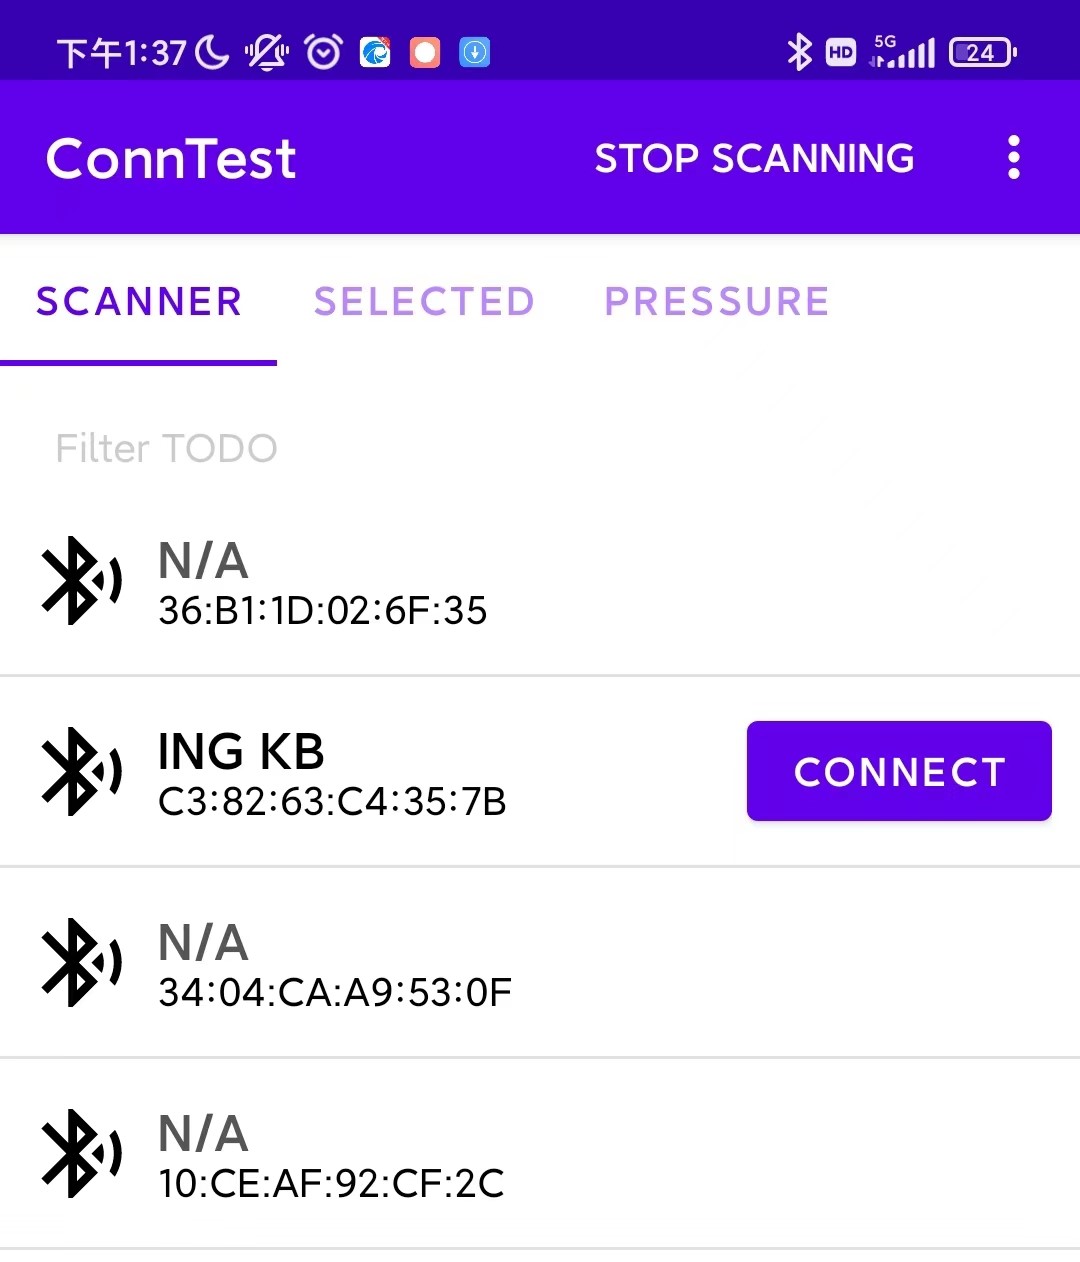 下午1:37 HD 5G 24
ConnTest STOP SCANNING
SCANNER SELECTED PRESSURE
Filter TODO
N/A
36:B1:1D:02:6F:35
ING KB
C3:82:63:C4:35:7B
CONNECT
N/A
34:04:CA:A9:53:0F
N/A
10:CE:AF:92:CF:2C